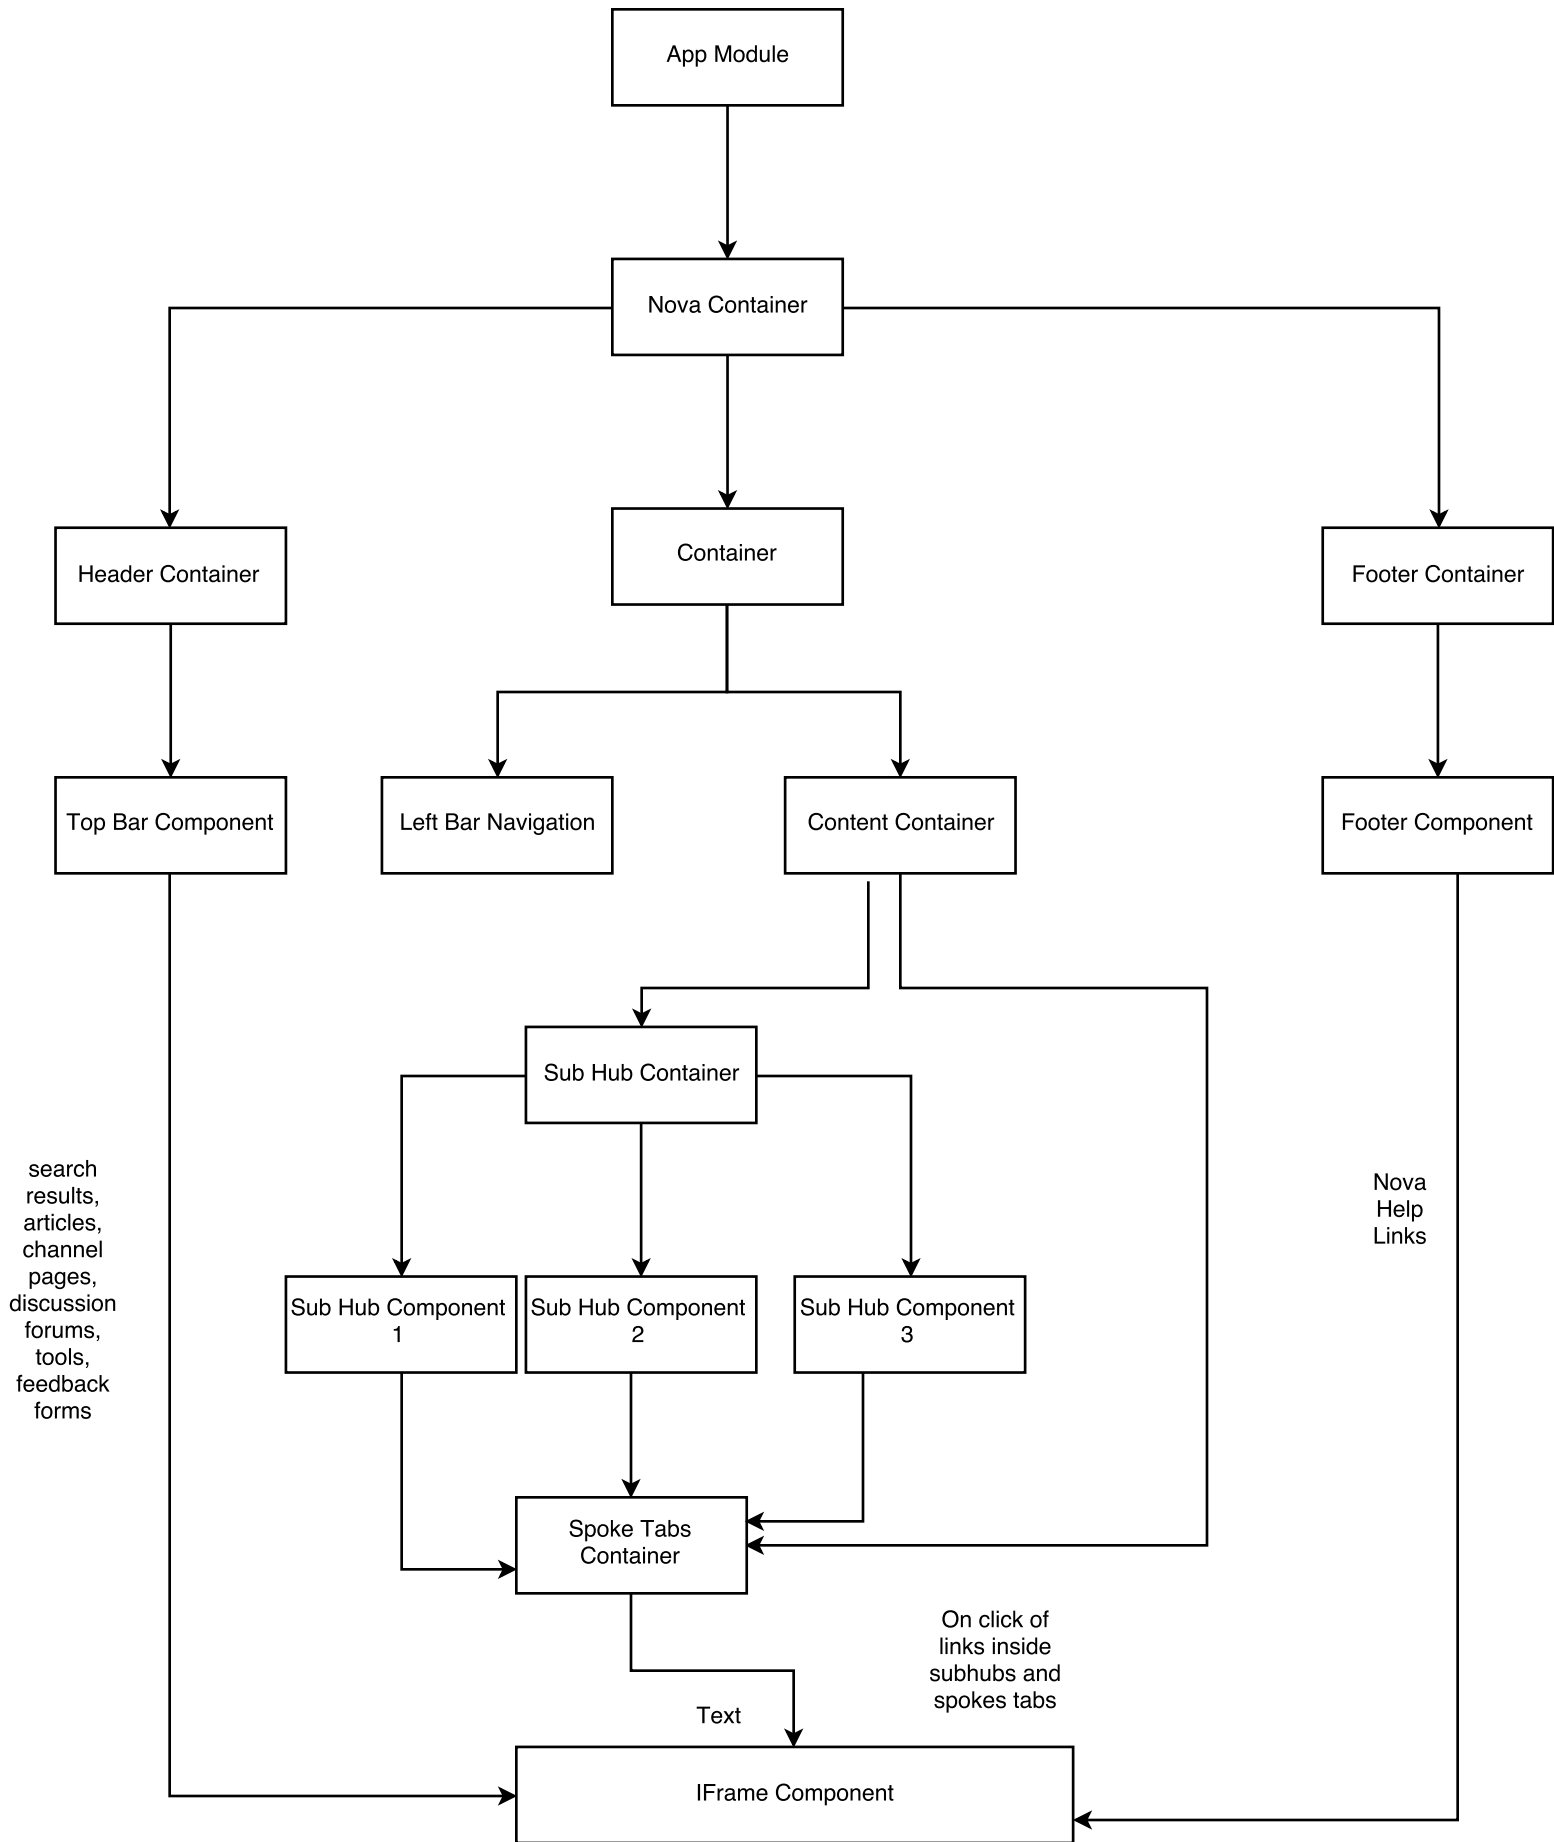 App Module
Nova Container
Container
Header Container
Footer Container
Top Bar Component
Left Bar Navigation
Content Container
Footer Component
Sub Hub Container
search
results,
articles,
channel
pages,
discussion
forums,
tools,
feedback
forms
Nova
Help
Links
Sub Hub Component
1
Sub Hub Component
2
Sub Hub Component
3
Spoke Tabs
Container
On click of
links inside
subhubs and
spokes tabs
Text
IFrame Component